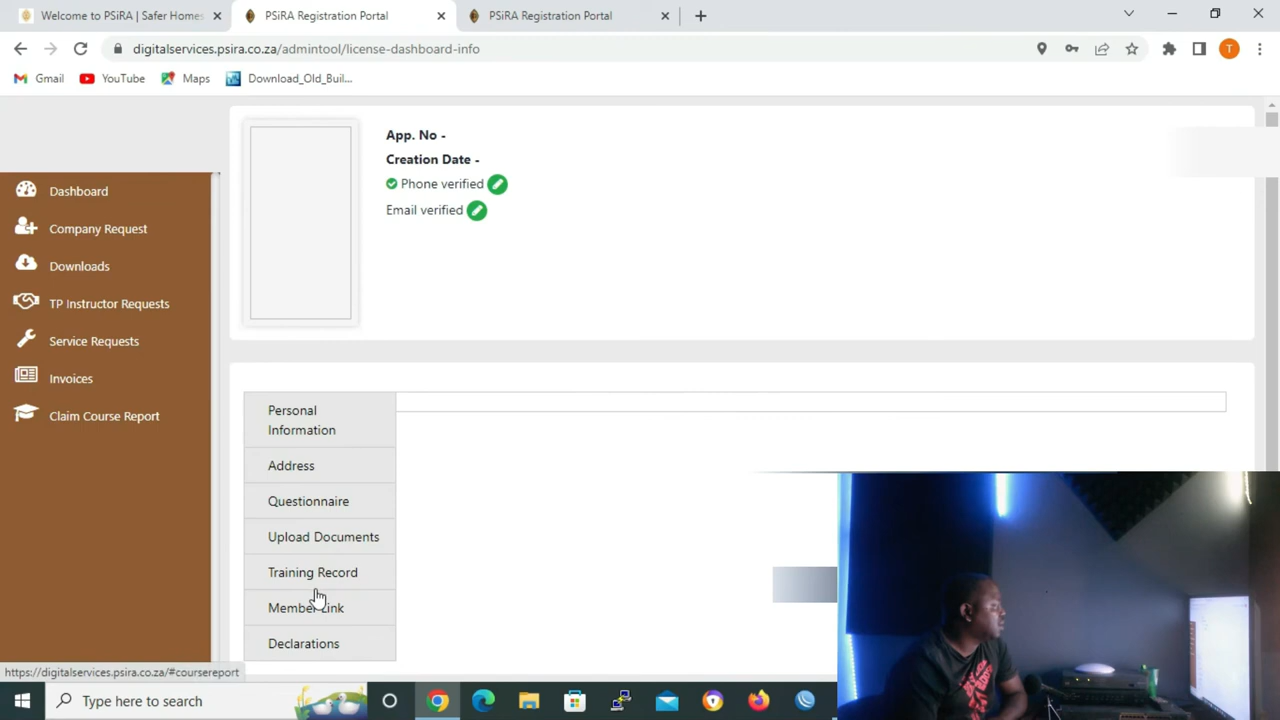 Welcome to PSiRA | Safer Homes
PSiRA Registration Portal
PSiRA Registration Portal
digitalservices.psira.co.za/admintool/license-dashboard-info
T
Gmail
YouTube
Maps
Download_Old_Buil...
App. No -
Creation Date -
Phone verified
Email verified
Dashboard
Company Request
Downloads
TP Instructor Requests
Service Requests
Invoices
Claim Course Report
Personal
Information
Address
Questionnaire
Upload Documents
Training Record
Member Link
Declarations
https://digitalservices.psira.co.za/#coursereport
Type here to search